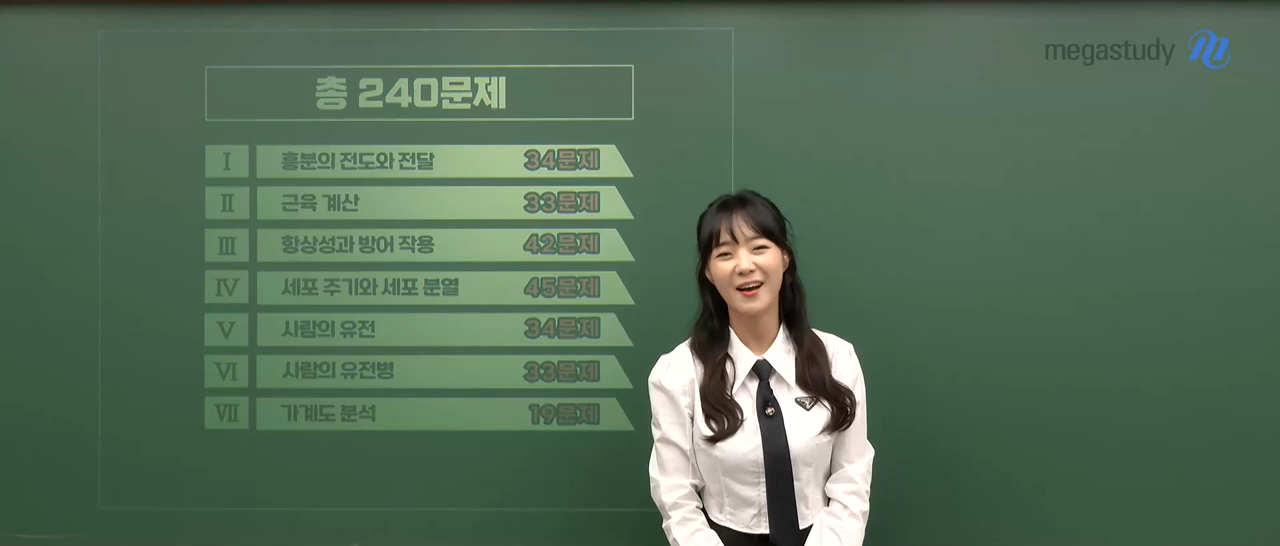 megastudy
총 240문제
Ⅰ 흥분의 전도와 전달 34문제
Ⅱ 근육 계산 33문제
Ⅲ 항상성과 방어 작용 42문제
Ⅳ 세포 주기와 세포 분열 45문제
Ⅴ 사람의 유전 34문제
Ⅵ 사람의 유전병 33문제
Ⅶ 가계도 분석 19문제